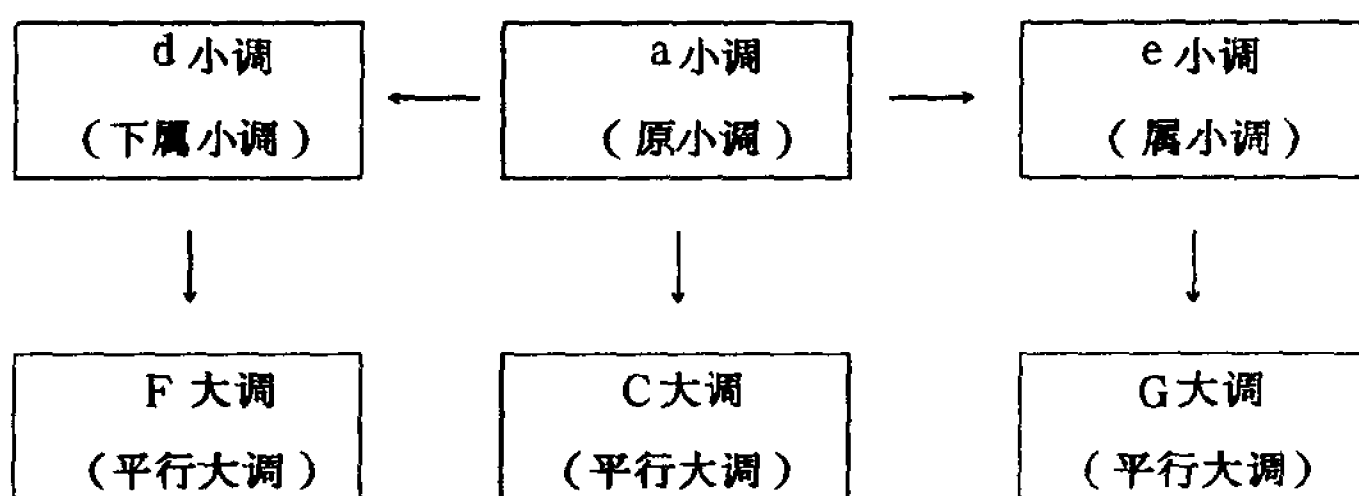 d 小调
(下属小调)
a 小调
(原小调)
e 小调
(属小调)
F 大调
(平行大调)
C 大调
(平行大调)
G 大调
(平行大调)